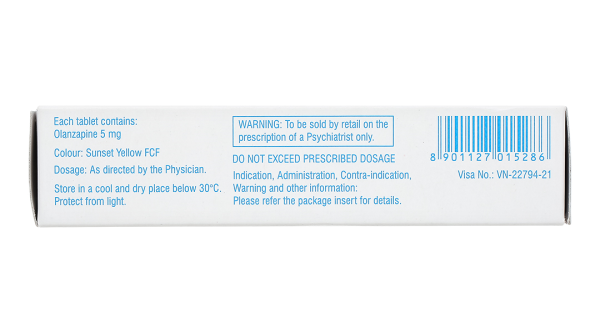 Each tablet contains:
Olanzapine 5 mg
Colour: Sunset Yellow FCF
Dosage: As directed by the Physician.
Store in a cool and dry place below 30°C.
Protect from light.
WARNING: To be sold by retail on the
prescription of a Psychiatrist only.
DO NOT EXCEED PRESCRIBED DOSAGE
Indication, Administration, Contra-indication,
Warning and other information:
Please refer the package insert for details.
8 901127 015286
Visa No.: VN-22794-21